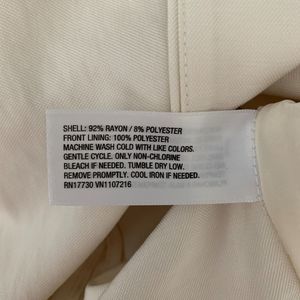 SHELL: 92% RAYON / 8% POLYESTER
FRONT LINING: 100% POLYESTER
MACHINE WASH COLD WITH LIKE COLORS.
GENTLE CYCLE. ONLY NON-CHLORINE
BLEACH IF NEEDED. TUMBLE DRY LOW.
REMOVE PROMPTLY. COOL IRON IF NEEDED.
RN17730 VN1107216